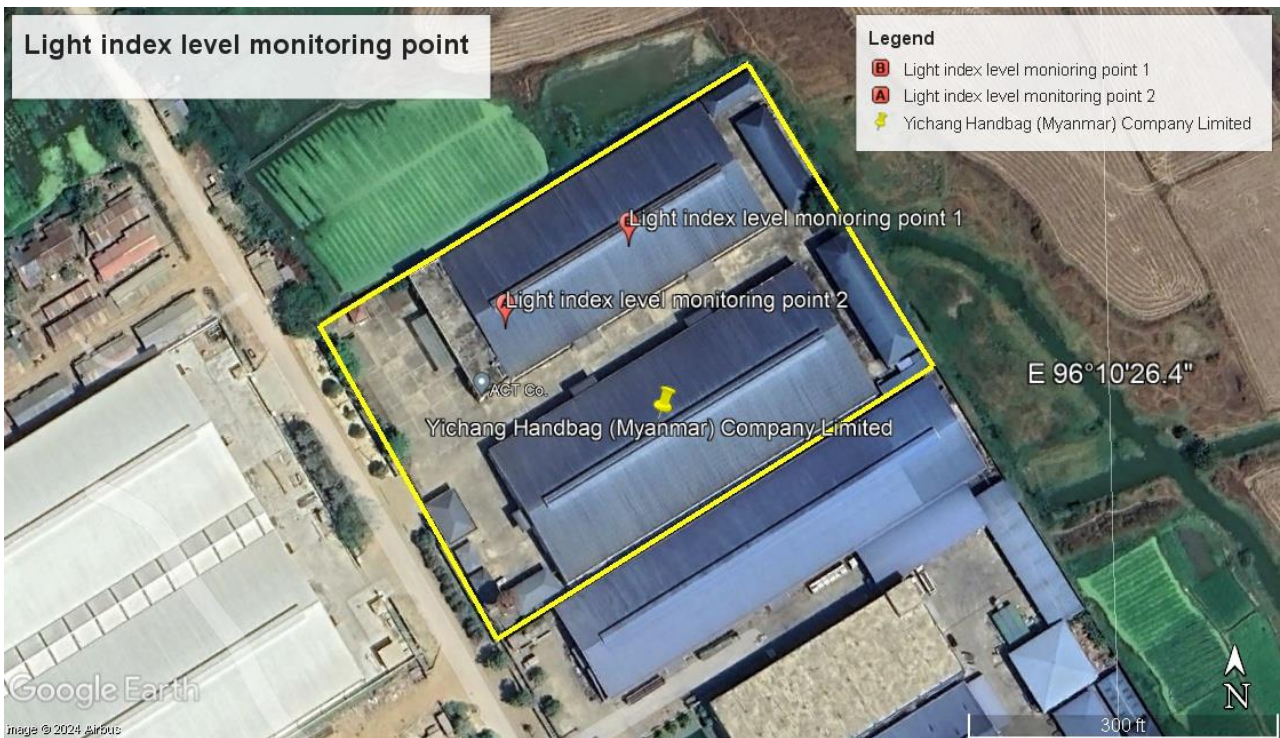 Light index level monitoring point
Legend
B Light index level monioring point 1
A Light index level monitoring point 2
Yichang Handbag (Myanmar) Company Limited
Light index level monioring point 1
Light index level monitoring point 2
E 96°10'26.4"
ACT Co.
Yichang Handbag (Myanmar) Company Limited
Google Earth
N
Image © 2024 Airbus
300 ft